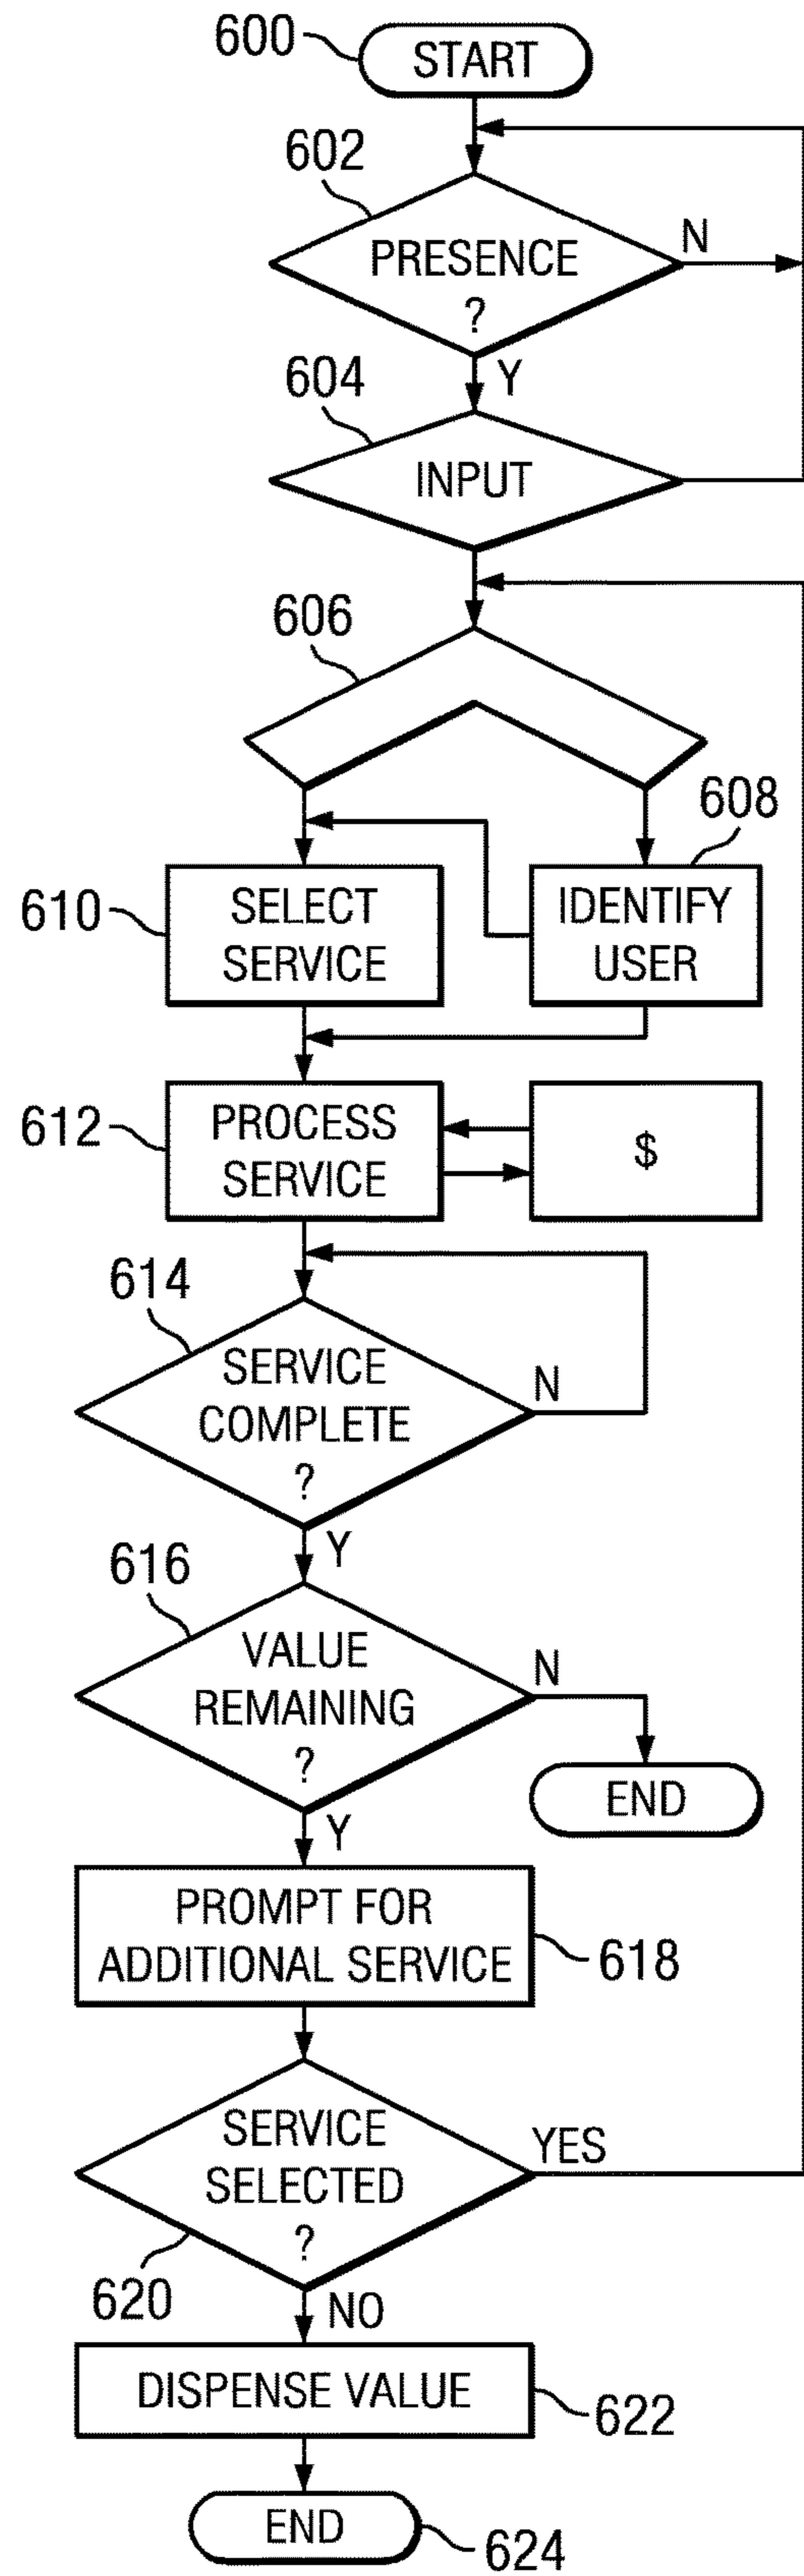 600
START
602
PRESENCE
?
N
Y
604
INPUT
606
608
610
SELECT
SERVICE
IDENTIFY
USER
612
PROCESS
SERVICE
$
614
SERVICE
COMPLETE
?
N
Y
616
VALUE
REMAINING
?
N
END
Y
PROMPT FOR
ADDITIONAL SERVICE
618
SERVICE
SELECTED
?
YES
620
NO
DISPENSE VALUE
622
END
624